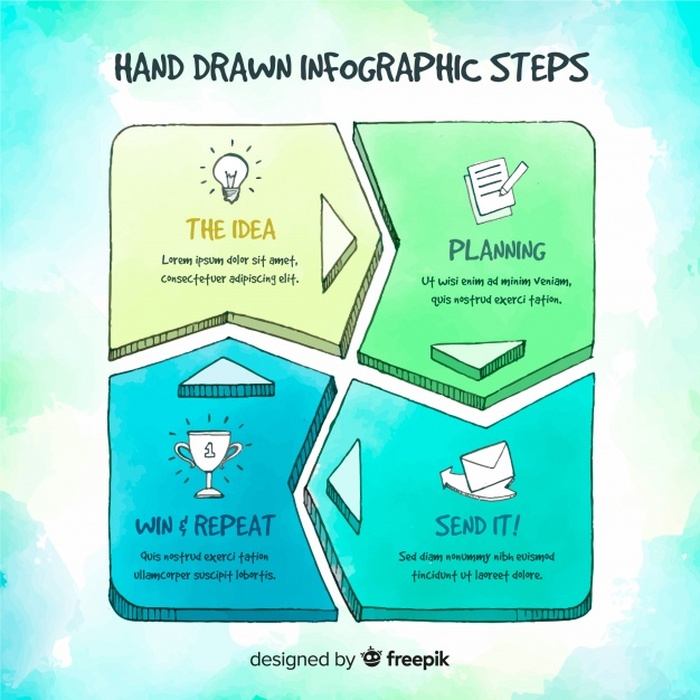 HAND DRAWN INFOGRAPHIC STEPS
THE IDEA
Lorem ipsum dolor sit amet,
consectetuer adipiscing elit.
PLANNING
Ut wisi enim ad minim veniam,
quis nostrud exerci tation.
WIN & REPEAT
Quis nostrud exerci tation
ullamcorper suscipit lobortis.
1
SEND IT!
Sed diam nonummy nibh euismod
tincidunt ut laoreet dolore.
designed by freepik